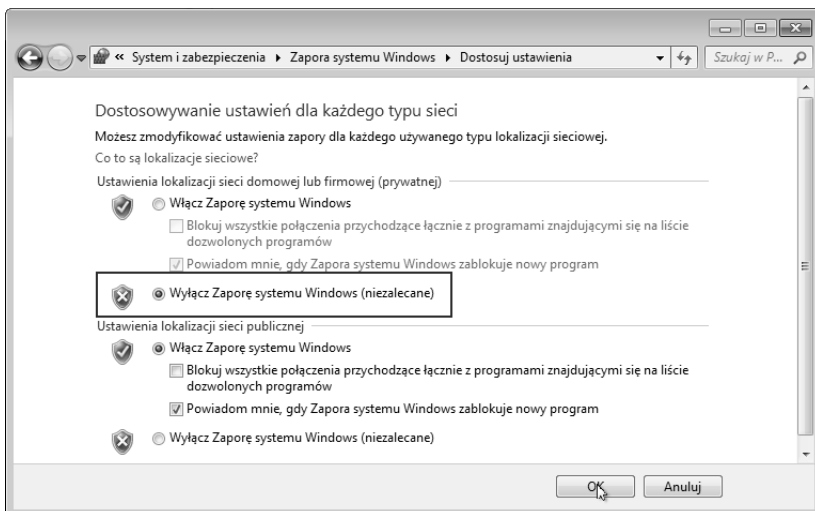 « System i zabezpieczenia ▸ Zapora systemu Windows ▸ Dostosuj ustawienia Szukaj w P...
Dostosowywanie ustawień dla każdego typu sieci
Możesz zmodyfikować ustawienia zapory dla każdego używanego typu lokalizacji sieciowej.
Co to są lokalizacje sieciowe?
Ustawienia lokalizacji sieci domowej lub firmowej (prywatnej)
Włącz Zaporę systemu Windows
Blokuj wszystkie połączenia przychodzące łącznie z programami znajdującymi się na liście
dozwolonych programów
Powiadom mnie, gdy Zapora systemu Windows zablokuje nowy program
Wyłącz Zaporę systemu Windows (niezalecane)
Ustawienia lokalizacji sieci publicznej
Włącz Zaporę systemu Windows
Blokuj wszystkie połączenia przychodzące łącznie z programami znajdującymi się na liście
dozwolonych programów
Powiadom mnie, gdy Zapora systemu Windows zablokuje nowy program
Wyłącz Zaporę systemu Windows (niezalecane)
OK Anuluj